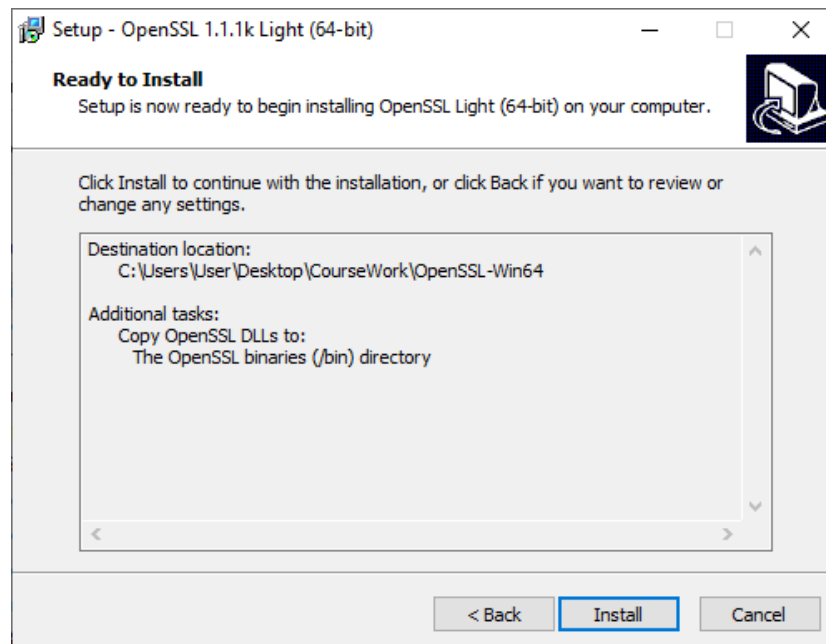 Setup - OpenSSL 1.1.1k Light (64-bit)
Ready to Install
Setup is now ready to begin installing OpenSSL Light (64-bit) on your computer.
Click Install to continue with the installation, or click Back if you want to review or
change any settings.
Destination location:
C:\Users\User\Desktop\CourseWork\OpenSSL-Win64
Additional tasks:
Copy OpenSSL DLLs to:
The OpenSSL binaries (/bin) directory
< Back
Install
Cancel